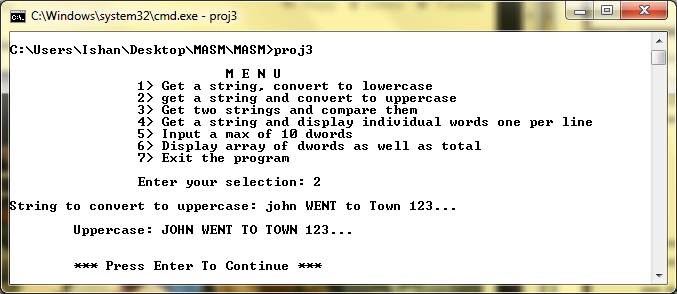 C:\Windows\system32\cmd.exe - proj3
C:\Users\Ishan\Desktop\MASM\MASM>proj3
M E N U
1> Get a string, convert to lowercase
2> get a string and convert to uppercase
3> Get two strings and compare them
4> Get a string and display individual words one per line
5> Input a max of 10 dwords
6> Display array of dwords as well as total
7> Exit the program
Enter your selection: 2
String to convert to uppercase: john WENT to Town 123...
Uppercase: JOHN WENT TO TOWN 123...
*** Press Enter To Continue ***